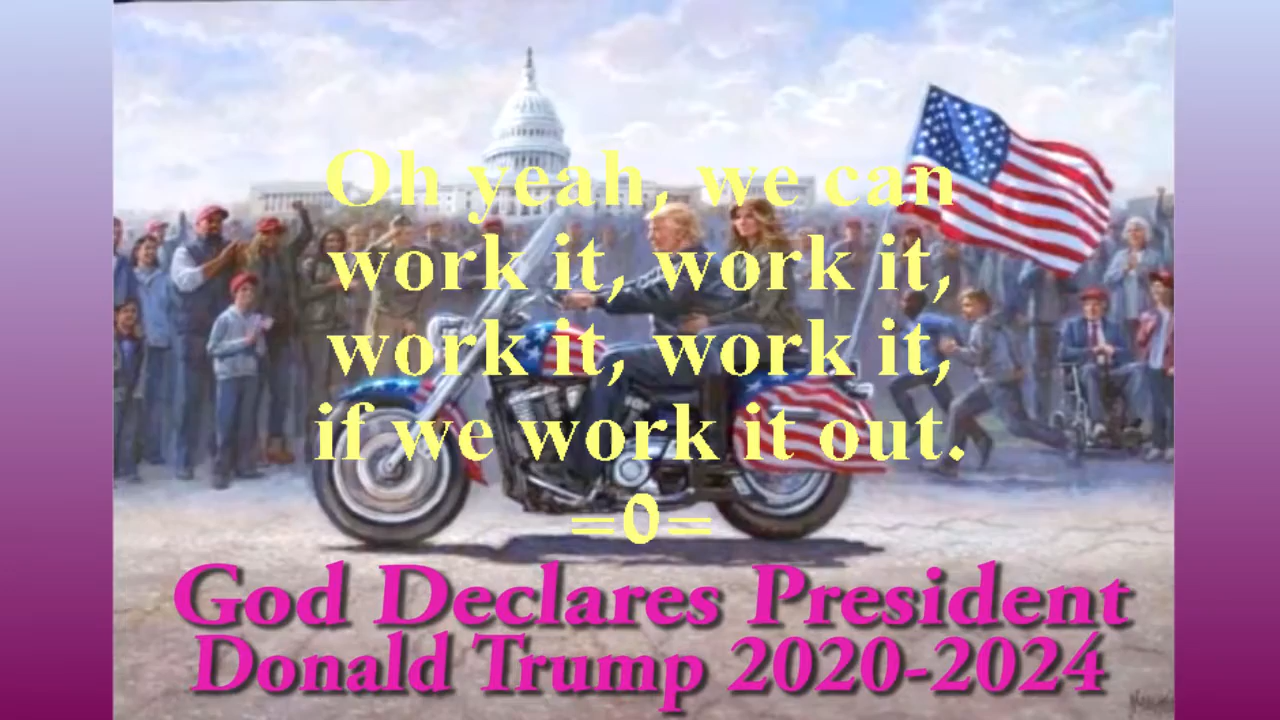 Oh yeah, we can
work it, work it,
work it, work it,
if we work it out.
=0=
God Declares President
Donald Trump 2020-2024